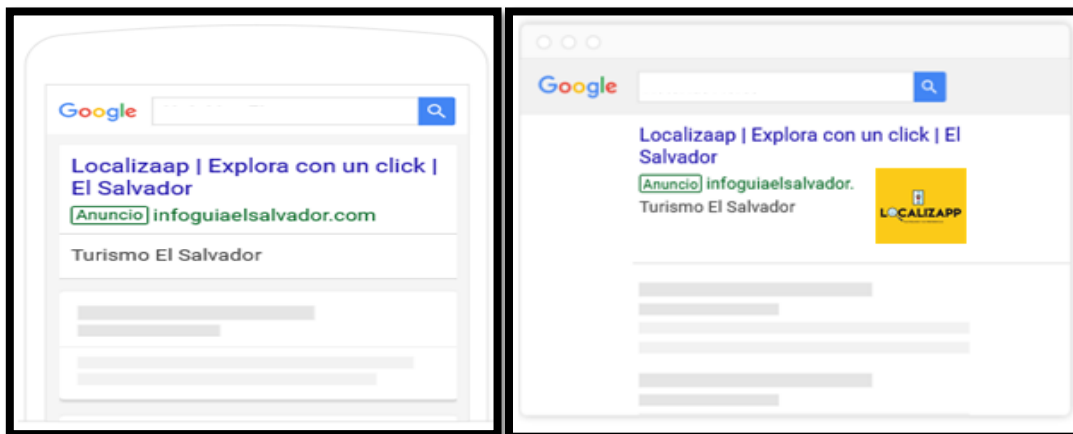 Google
Localizaap | Explora con un click |
El Salvador
Anuncio infoguiaelsalvador.com
Turismo El Salvador
Google
Localizaap | Explora con un click | El
Salvador
Anuncio infoguiaelsalvador.
Turismo El Salvador
LOCALIZAPP